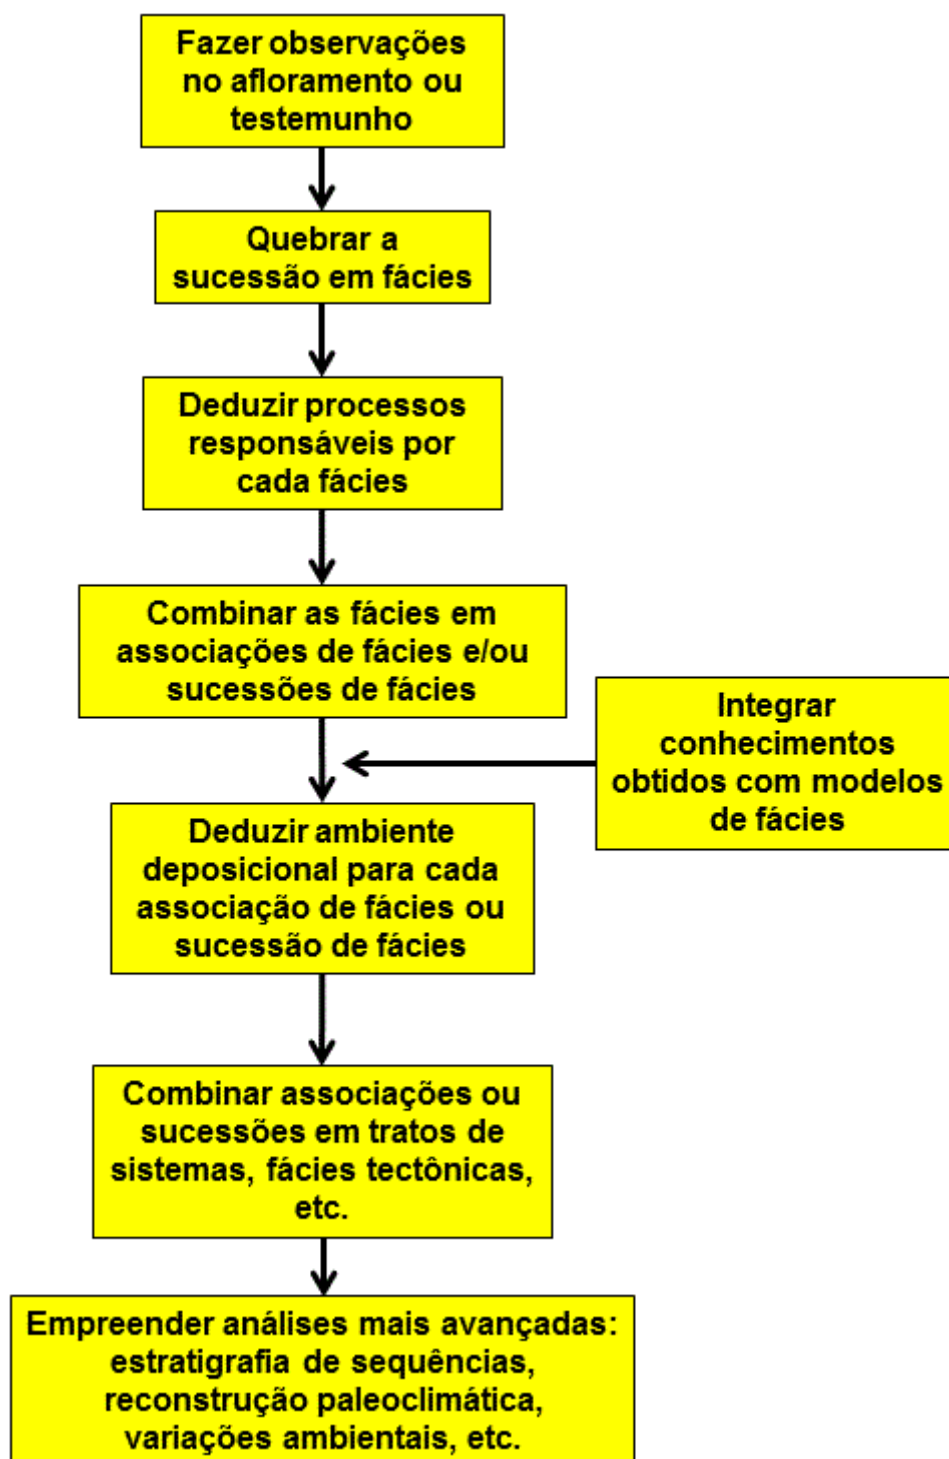 Fazer observações
no afloramento ou
testemunho
Quebrar a
sucessão em fácies
Deduzir processos
responsáveis por
cada fácies
Combinar as fácies em
associações de fácies e/ou
sucessões de fácies
Integrar
conhecimentos
obtidos com modelos
de fácies
Deduzir ambiente
deposicional para cada
associação de fácies ou
sucessão de fácies
Combinar associações ou
sucessões em tratos de
sistemas, fácies tectônicas,
etc.
Empreender análises mais avançadas:
estratigrafia de sequências,
reconstrução paleoclimática,
variações ambientais, etc.